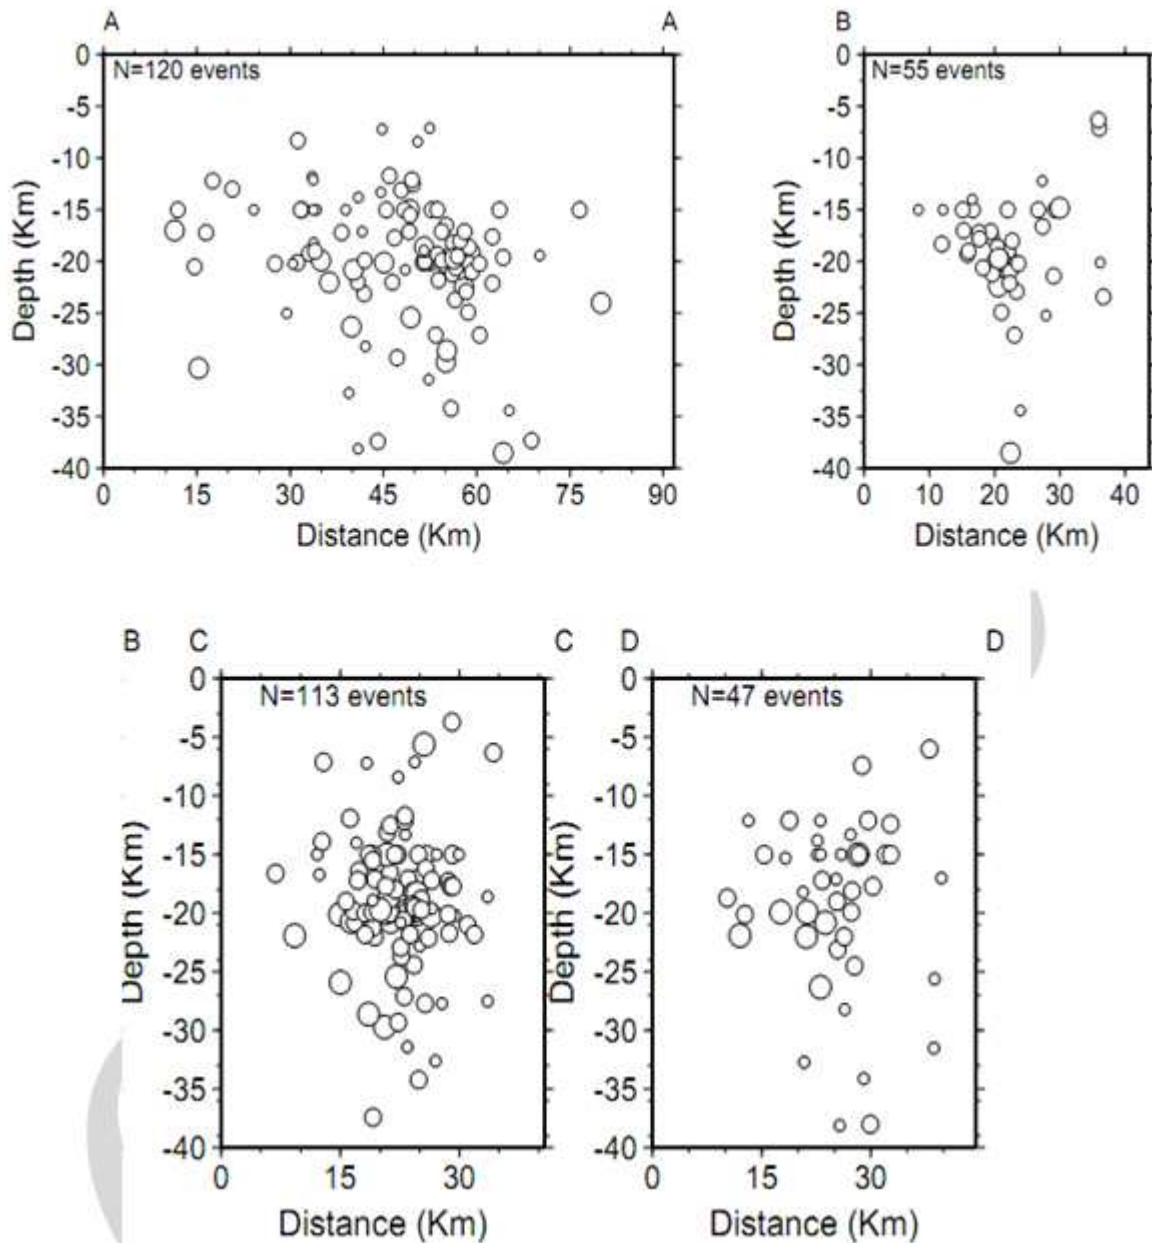 A A B
N=120 events N=55 events
0 0
-5 -5
-10 -10
-15 -15
-20 -20
-25 -25
-30 -30
-35 -35
-40 -40
Depth (Km) Depth (Km)
0 15 30 45 60 75 90 0 10 20 30 40
Distance (Km) Distance (Km)
B C C D D
N=113 events N=47 events
0 0
-5 -5
-10 -10
-15 -15
-20 -20
-25 -25
-30 -30
-35 -35
-40 -40
Depth (Km) Depth (Km)
0 15 30 0 15 30
Distance (Km) Distance (Km)